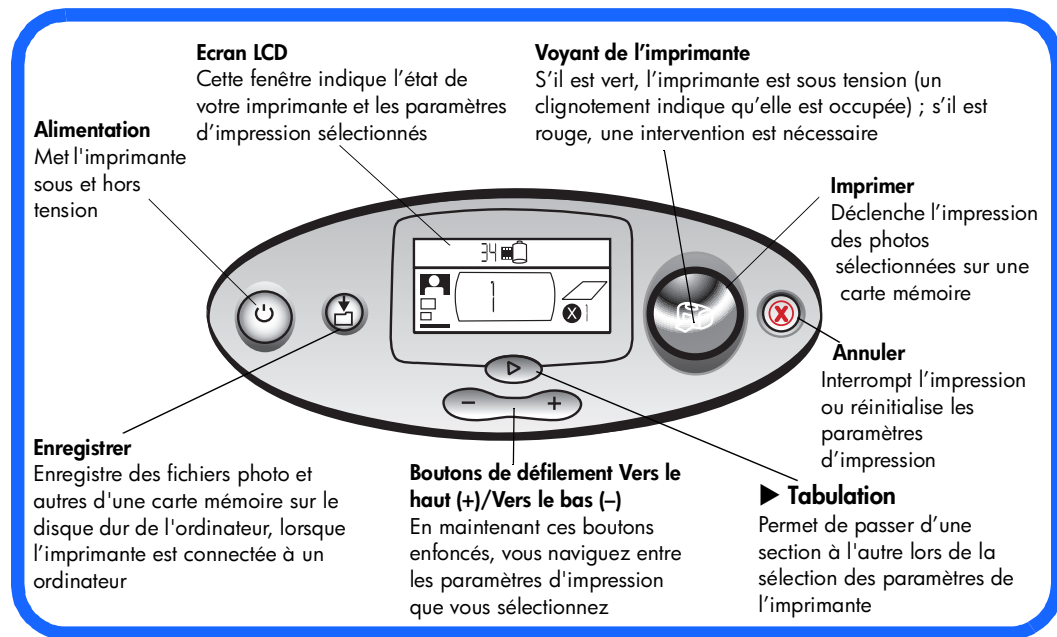 Ecran LCD
Cette fenêtre indique l’état de
votre imprimante et les paramètres
d’impression sélectionnés
Voyant de l’imprimante
S’il est vert, l’imprimante est sous tension (un
clignotement indique qu’elle est occupée) ; s’il est
rouge, une intervention est nécessaire
Alimentation
Met l'imprimante
sous et hors
tension
Imprimer
Déclenche l’impression
des photos
sélectionnées sur une
carte mémoire
34
1
X1
Annuler
Interrompt l’impression
ou réinitialise les
paramètres
d’impression
Enregistrer
Enregistre des fichiers photo et
autres d'une carte mémoire sur le
disque dur de l'ordinateur, lorsque
l’imprimante est connectée à un
ordinateur
Boutons de défilement Vers le
haut (+)/Vers le bas (–)
En maintenant ces boutons
enfoncés, vous naviguez entre
les paramètres d'impression
que vous sélectionnez
▶ Tabulation
Permet de passer d’une
section à l'autre lors de la
sélection des paramètres de
l’imprimante